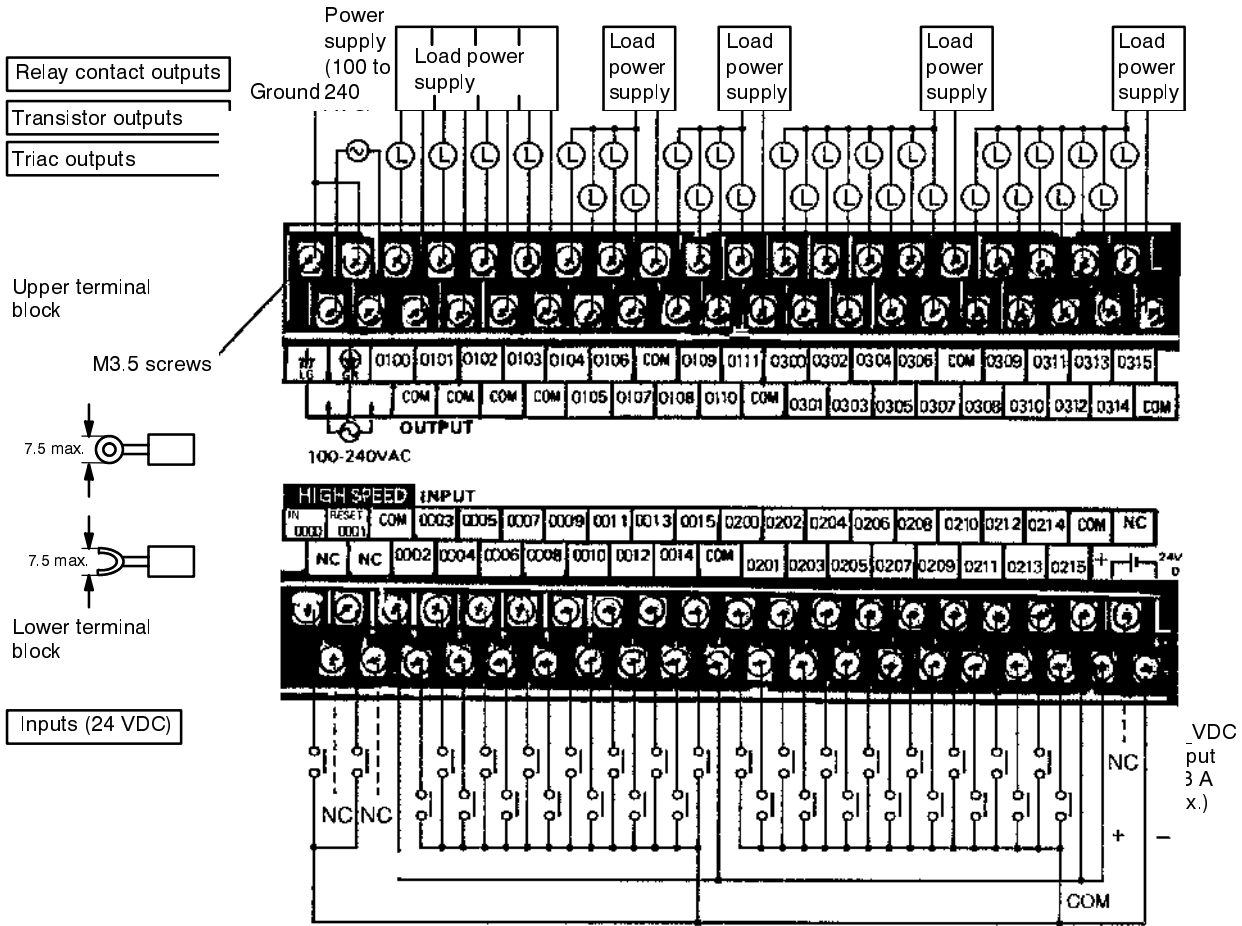 Power
supply
(100 to
240
Ground
Load power
supply
Load
power
supply
Load
power
supply
Load
power
supply
Load
power
supply
Relay contact outputs
Transistor outputs
Triac outputs
L L L L L L L L L L L L L L L L
L L L L L L L L L L L L
Upper terminal
block
M3.5 screws
LG GR 0100 0101 0102 0103 0104 0106 COM 0109 0111 0300 0302 0304 0306 COM 0309 0311 0313 0315
COM COM COM COM 0105 0107 0108 0110 COM 0301 0303 0305 0307 0308 0310 0312 0314 COM
OUTPUT
100-240VAC
7.5 max.
HIGH SPEED INPUT
IN 0000 RESET 0001 COM 0003 0005 0007 0009 0011 0013 0015 0200 0202 0204 0206 0208 0210 0212 0214 COM NC
NC NC 0002 0004 0006 0008 0010 0012 0014 COM 0201 0203 0205 0207 0209 0211 0213 0215 + 24V
7.5 max.
Lower terminal
block
Inputs (24 VDC)
NC NC
NC
VDC
put
A
x.)
+ −
COM